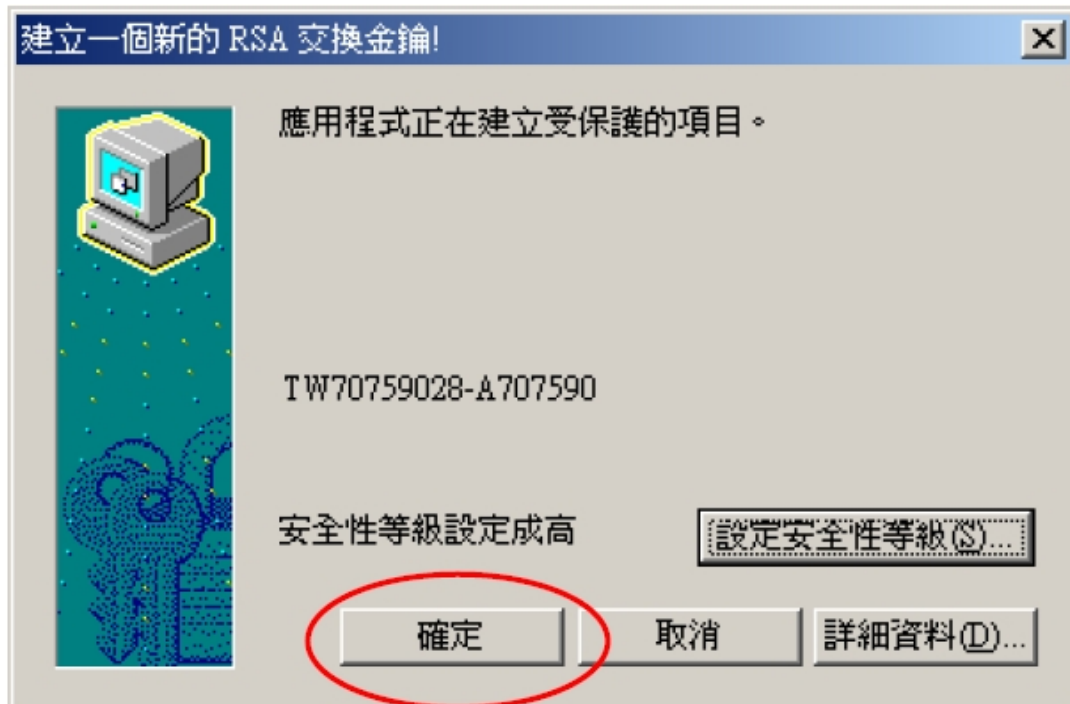 建立一個新的 RSA 交換金鑰!
應用程式正在建立受保護的項目。
TW70759028-A707590
安全性等級設定成高
設定安全性等級(S)...
確定
取消
詳細資料(D)...